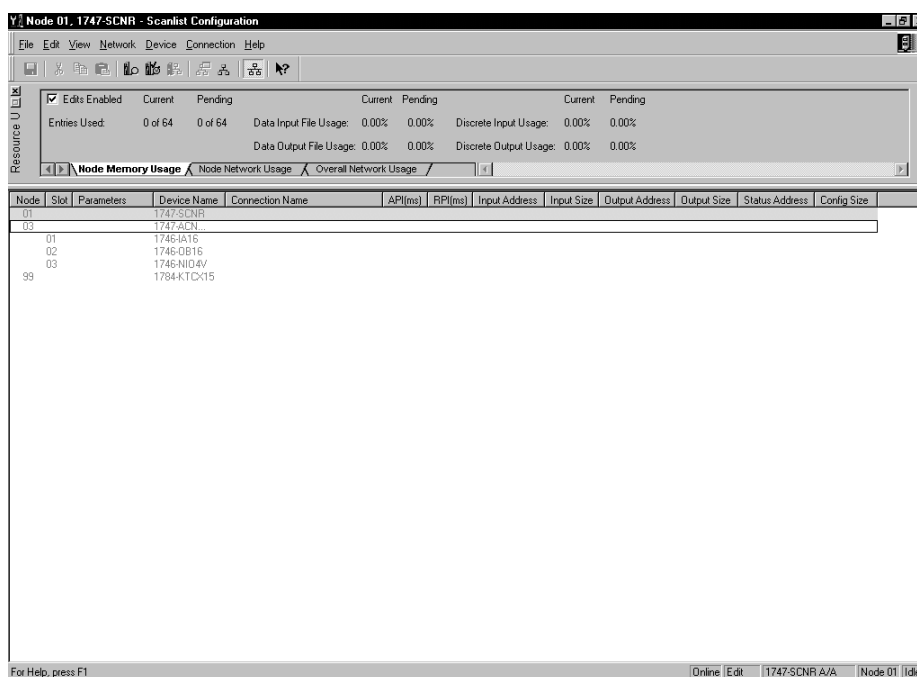 Node 01, 1747-SCNR - Scanlist Configuration
File Edit View Network Device Connection Help
Resource U
Edits Enabled Current Pending Current Pending Current Pending
Entries Used: 0 of 64 0 of 64 Data Input File Usage: 0.00% 0.00% Discrete Input Usage: 0.00% 0.00%
Data Output File Usage: 0.00% 0.00% Discrete Output Usage: 0.00% 0.00%
Node Memory Usage Node Network Usage Overall Network Usage
Node Slot Parameters Device Name Connection Name API(ms) RPI(ms) Input Address Input Size Output Address Output Size Status Address Config Size
01 1747-SCNR
03 1747-ACN...
01 1746-IA16
02 1746-OB16
03 1746-NIO4V
99 1784-KTCX15
For Help, press F1 Online Edit 1747-SCNR A/A Node 01 Idle